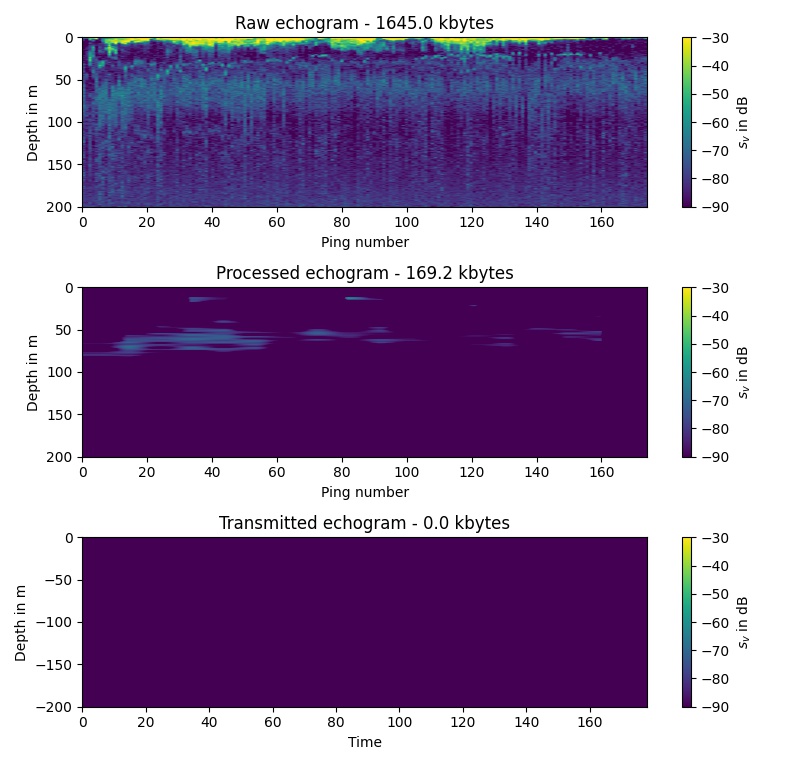 Raw echogram - 1645.0 kbytes
0
50
100
150
200
Depth in m
0 20 40 60 80 100 120 140 160
Ping number
−30
−40
−50
−60
−70
−80
−90
sᵥ in dB
Processed echogram - 169.2 kbytes
0
50
100
150
200
Depth in m
0 20 40 60 80 100 120 140 160
Ping number
−30
−40
−50
−60
−70
−80
−90
sᵥ in dB
Transmitted echogram - 0.0 kbytes
0
−50
−100
−150
−200
Depth in m
0 20 40 60 80 100 120 140 160
Time
−30
−40
−50
−60
−70
−80
−90
sᵥ in dB